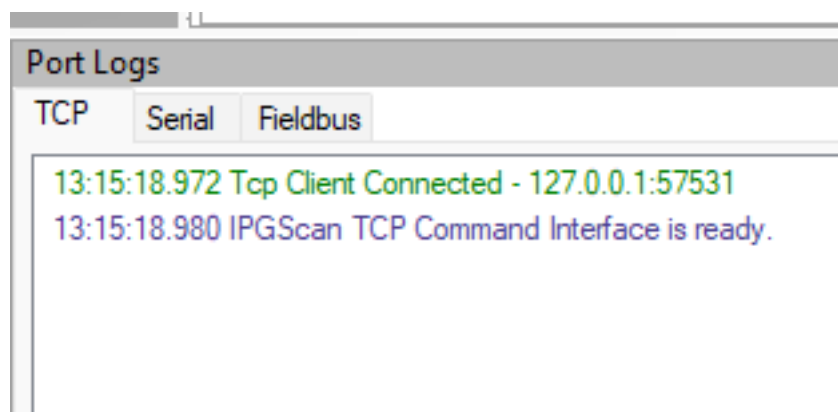 Port Logs
TCP Serial Fieldbus
13:15:18.972 Tcp Client Connected - 127.0.0.1:57531
13:15:18.980 IPGScan TCP Command Interface is ready.